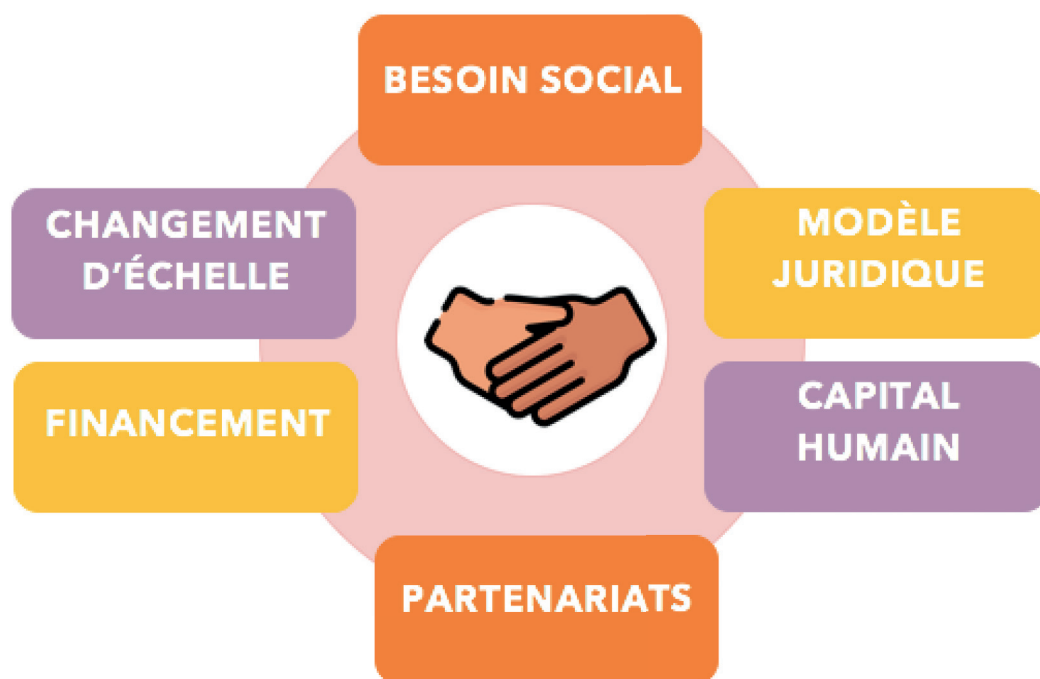 BESOIN SOCIAL
CHANGEMENT
D'ÉCHELLE
MODÈLE
JURIDIQUE
FINANCEMENT
CAPITAL
HUMAIN
PARTENARIATS